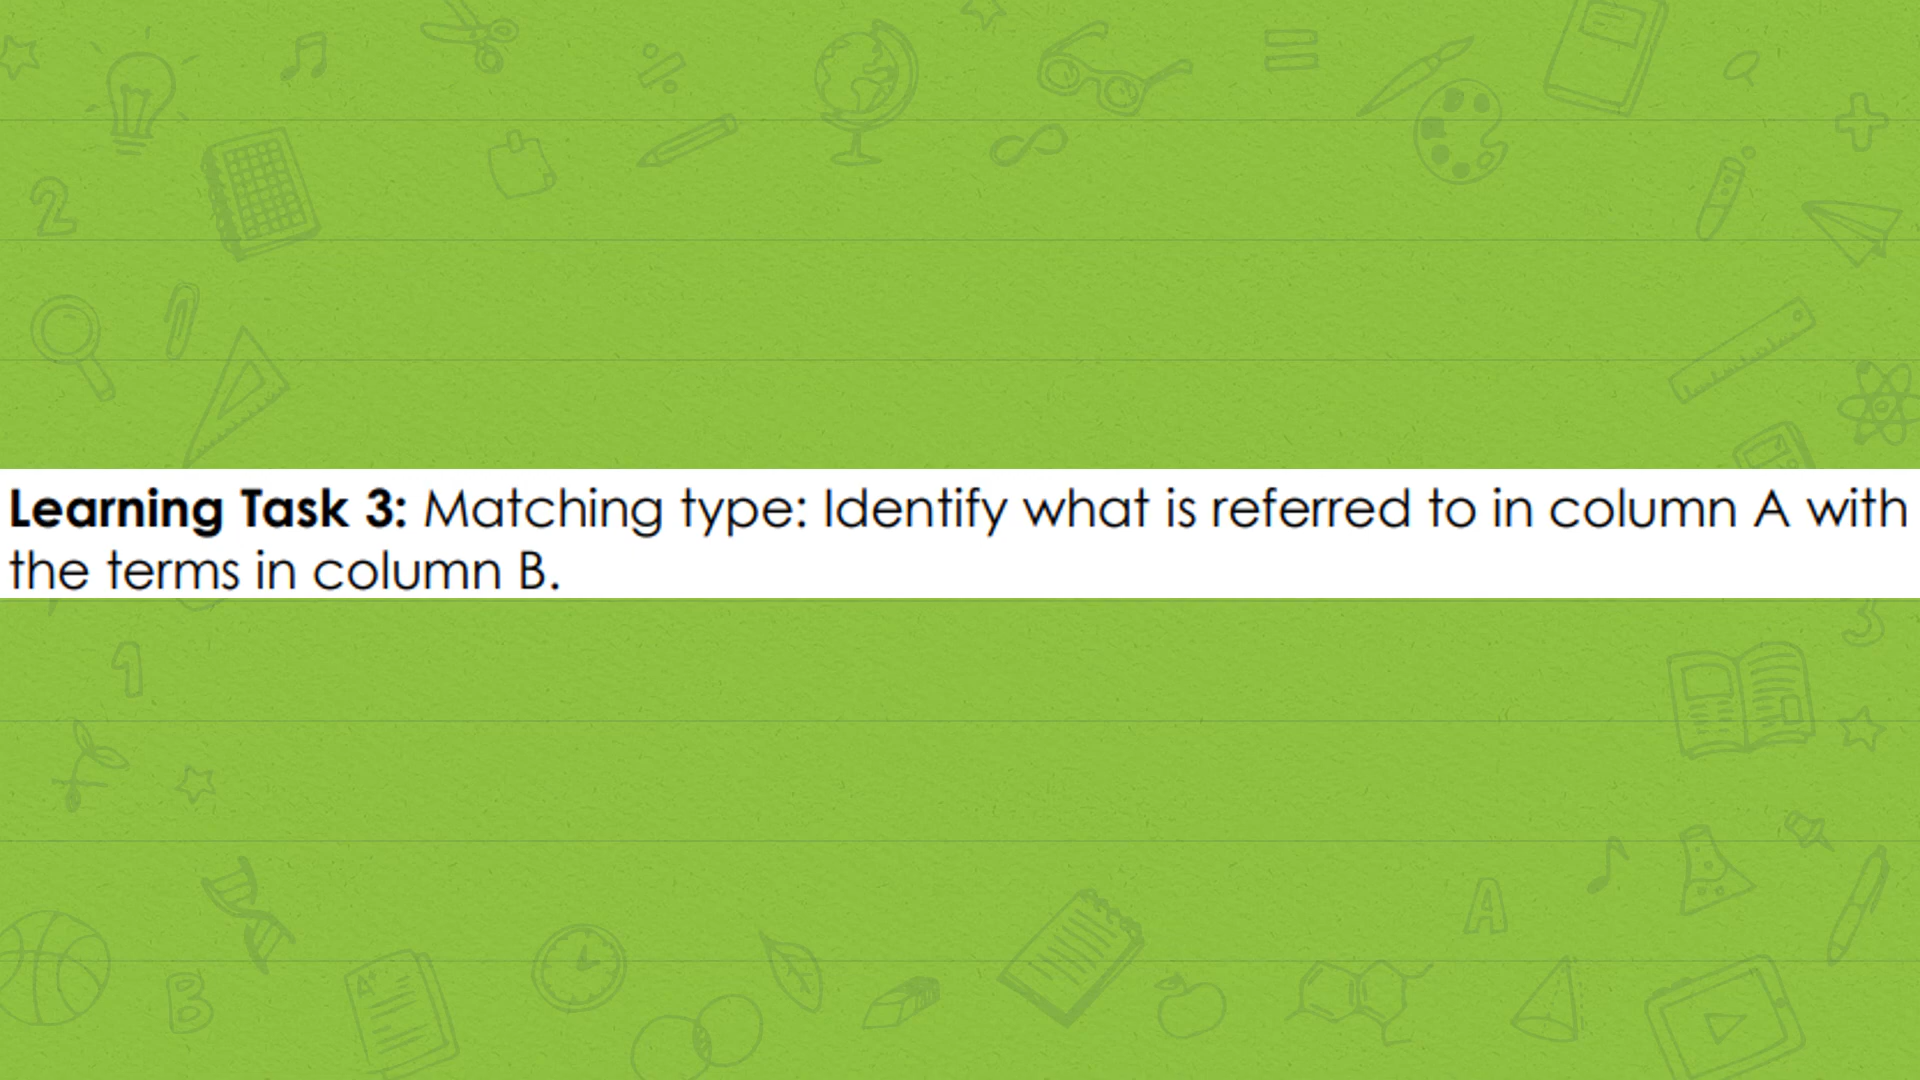 Learning Task 3: Matching type: Identify what is referred to in column A with
the terms in column B.